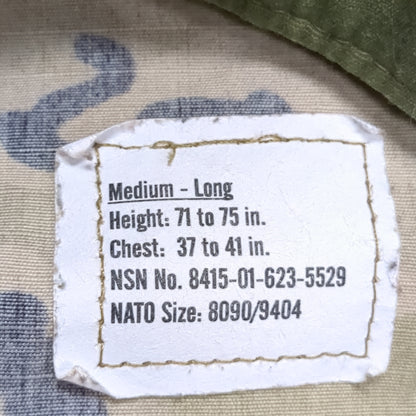 Medium - Long
Height: 71 to 75 in.
Chest: 37 to 41 in.
NSN No. 8415-01-623-5529
NATO Size: 8090/9404